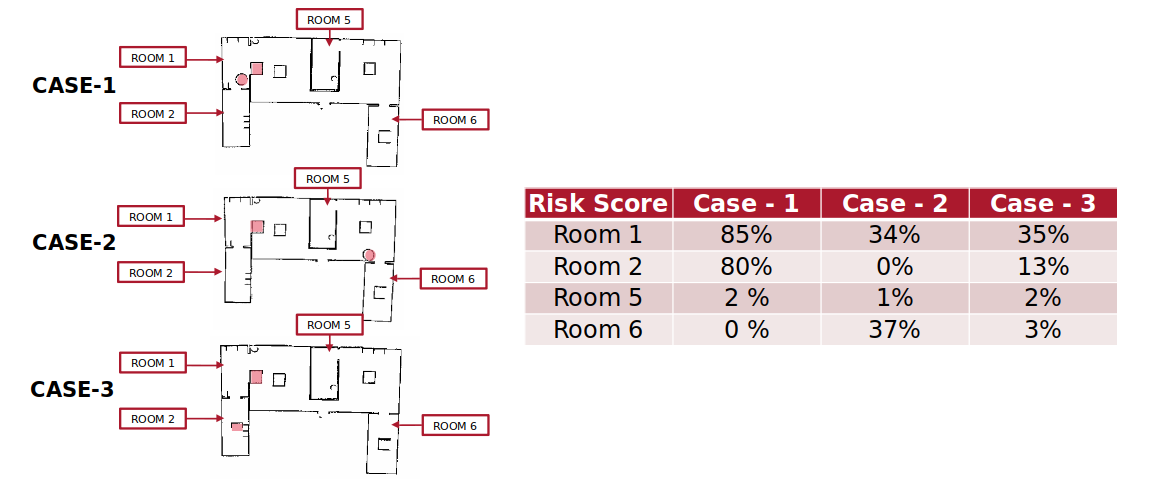 ROOM 5
ROOM 1
CASE-1
ROOM 2
ROOM 6
ROOM 5
ROOM 1
CASE-2
ROOM 2
ROOM 6
ROOM 5
ROOM 1
CASE-3
ROOM 2
ROOM 6
Risk Score Case - 1 Case - 2 Case - 3
Room 1 85% 34% 35%
Room 2 80% 0% 13%
Room 5 2 % 1% 2%
Room 6 0 % 37% 3%